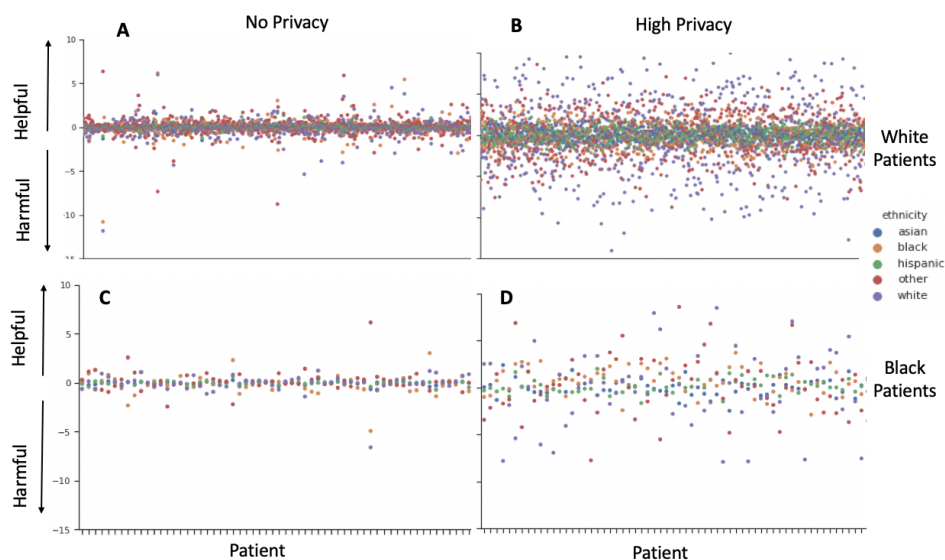 No Privacy
High Privacy
A
B
Helpful
Harmful
10
5
0
−5
−10
White
Patients
ethnicity
asian
black
hispanic
other
white
C
D
Helpful
Harmful
10
5
0
−5
−10
−15
Black
Patients
Patient
Patient